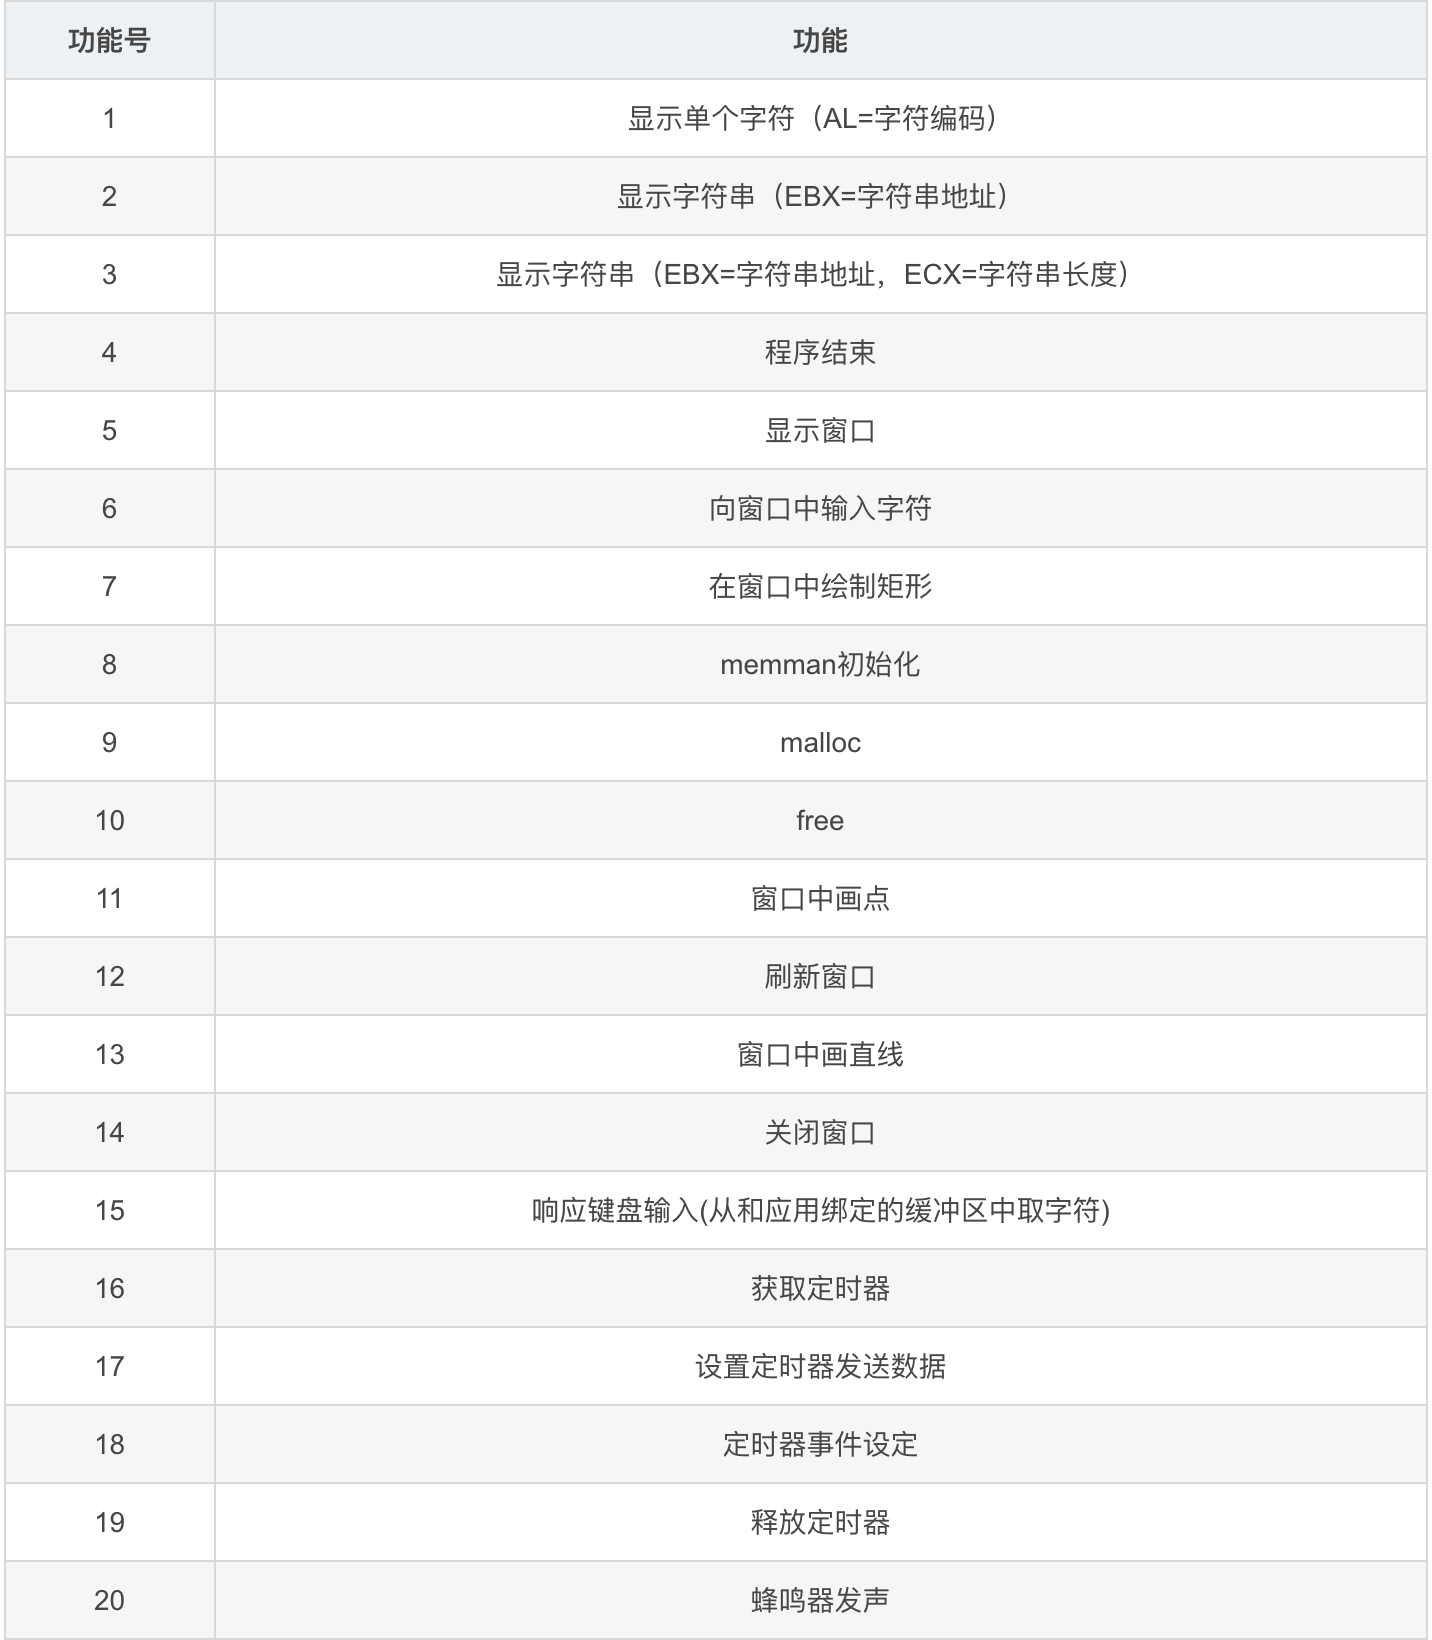 功能号 功能
1 显示单个字符（AL=字符编码）
2 显示字符串（EBX=字符串地址）
3 显示字符串（EBX=字符串地址，ECX=字符串长度）
4 程序结束
5 显示窗口
6 向窗口中输入字符
7 在窗口中绘制矩形
8 memman初始化
9 malloc
10 free
11 窗口中画点
12 刷新窗口
13 窗口中画直线
14 关闭窗口
15 响应键盘输入(从和应用绑定的缓冲区中取字符)
16 获取定时器
17 设置定时器发送数据
18 定时器事件设定
19 释放定时器
20 蜂鸣器发声